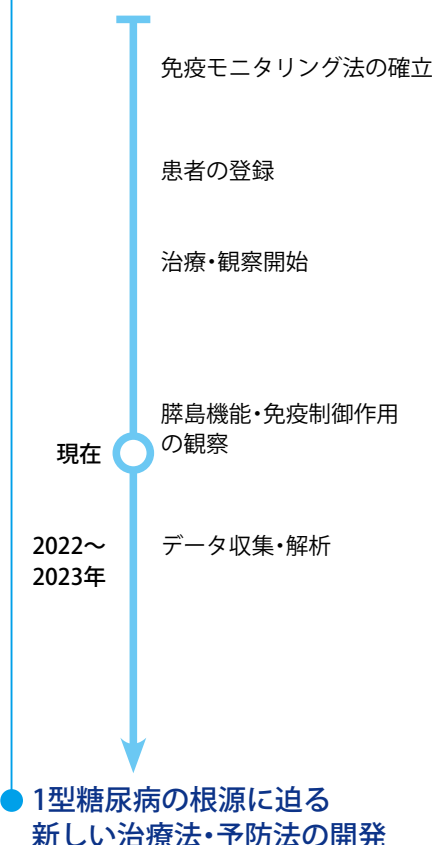 免疫モニタリング法の確立
患者の登録
治療・観察開始
膵島機能・免疫制御作用
の観察
現在
2022〜
2023年
データ収集・解析
1型糖尿病の根源に迫る
新しい治療法・予防法の開発